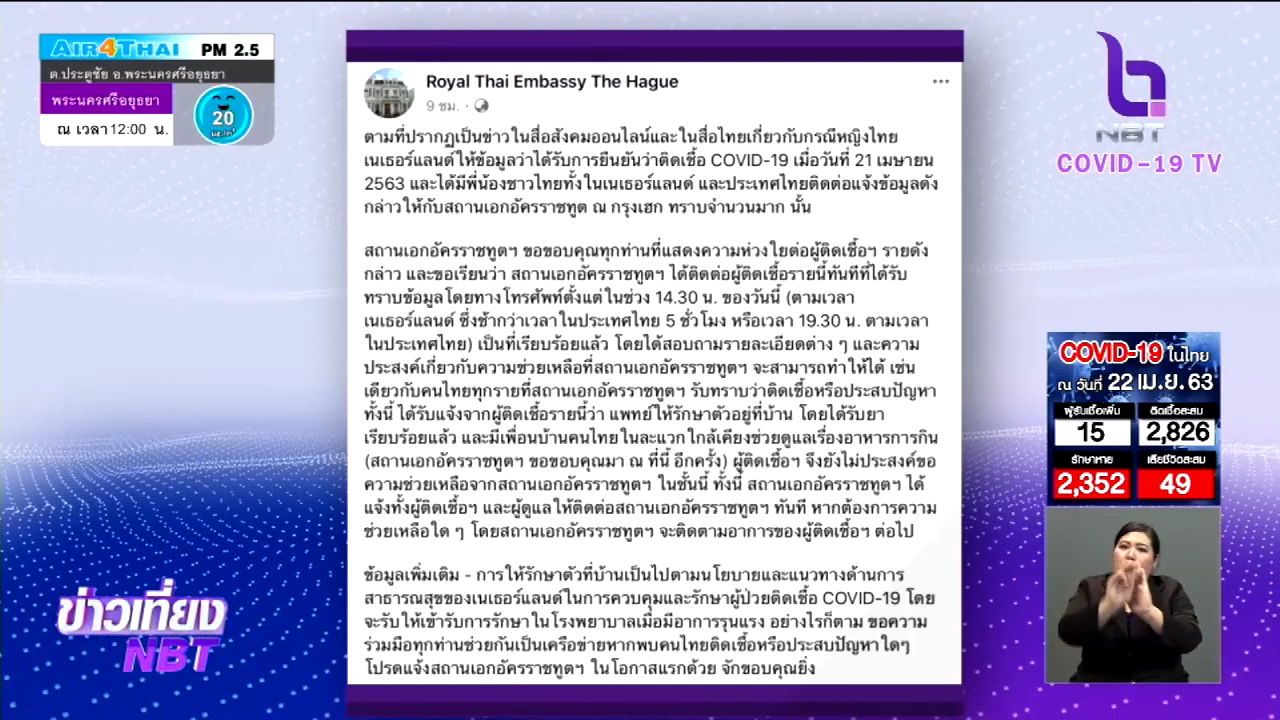 AIR4THAI PM 2.5
ต.ประตูชัย อ.พระนครศรีอยุธยา
พระนครศรีอยุธยา
ณ เวลา 12:00 น.
20
มคก./ม³
NBT
COVID-19 TV
Royal Thai Embassy The Hague
9 ชม. ·
ตามที่ปรากฏเป็นข่าวในสื่อสังคมออนไลน์และในสื่อไทยเกี่ยวกับกรณีหญิงไทย
เนเธอร์แลนด์ให้ข้อมูลว่าได้รับการยืนยันว่าติดเชื้อ COVID-19 เมื่อวันที่ 21 เมษายน
2563 และได้มีพี่น้องชาวไทยทั้งในเนเธอร์แลนด์ และประเทศไทยติดต่อแจ้งข้อมูลดัง
กล่าวให้กับสถานเอกอัครราชทูต ณ กรุงเฮก ทราบจำนวนมาก นั้น
สถานเอกอัครราชทูตฯ ขอขอบคุณทุกท่านที่แสดงความห่วงใยต่อผู้ติดเชื้อฯ รายดัง
กล่าว และขอเรียนว่า สถานเอกอัครราชทูตฯ ได้ติดต่อผู้ติดเชื้อรายนี้ทันทีที่ได้รับ
ทราบข้อมูลโดยทางโทรศัพท์ตั้งแต่ในช่วง 14.30 น. ของวันนี้ (ตามเวลา
เนเธอร์แลนด์ ซึ่งช้ากว่าเวลาในประเทศไทย 5 ชั่วโมง หรือเวลา 19.30 น. ตามเวลา
ในประเทศไทย) เป็นที่เรียบร้อยแล้ว โดยได้สอบถามรายละเอียดต่าง ๆ และความ
ประสงค์เกี่ยวกับความช่วยเหลือที่สถานเอกอัครราชทูตฯ จะสามารถทำให้ได้ เช่น
เดียวกับคนไทยทุกรายที่สถานเอกอัครราชทูตฯ รับทราบว่าติดเชื้อหรือประสบปัญหา
ทั้งนี้ ได้รับแจ้งจากผู้ติดเชื้อรายนี้ว่า แพทย์ให้รักษาตัวอยู่ที่บ้าน โดยได้รับยา
เรียบร้อยแล้ว และมีเพื่อนบ้านคนไทยในละแวกใกล้เคียงช่วยดูแลเรื่องอาหารการกิน
(สถานเอกอัครราชทูตฯ ขอขอบคุณมา ณ ที่นี้ อีกครั้ง) ผู้ติดเชื้อฯ จึงยังไม่ประสงค์ขอ
ความช่วยเหลือจากสถานเอกอัครราชทูตฯ ในชั้นนี้ ทั้งนี้ สถานเอกอัครราชทูตฯ ได้
แจ้งทั้งผู้ติดเชื้อฯ และผู้ดูแลให้ติดต่อสถานเอกอัครราชทูตฯ ทันที หากต้องการความ
ช่วยเหลือใด ๆ โดยสถานเอกอัครราชทูตฯ จะติดตามอาการของผู้ติดเชื้อฯ ต่อไป
ข้อมูลเพิ่มเติม - การให้รักษาตัวที่บ้านเป็นไปตามนโยบายและแนวทางด้านการ
สาธารณสุขของเนเธอร์แลนด์ในการควบคุมและรักษาผู้ป่วยติดเชื้อ COVID-19 โดย
จะรับให้เข้ารับการรักษาในโรงพยาบาลเมื่อมีอาการรุนแรง อย่างไรก็ตาม ขอความ
ร่วมมือทุกท่านช่วยกันเป็นเครือข่ายหากพบคนไทยติดเชื้อหรือประสบปัญหาใดๆ
โปรดแจ้งสถานเอกอัครราชทูตฯ ในโอกาสแรกด้วย จักขอบคุณยิ่ง
COVID-19 ในไทย
ณ วันที่ 22 เม.ย. 63
ผู้รับเชื้อเพิ่ม ติดเชื้อสะสม
15 2,826
รักษาหาย เสียชีวิตสะสม
2,352 49
ข่าวเที่ยง
NBT